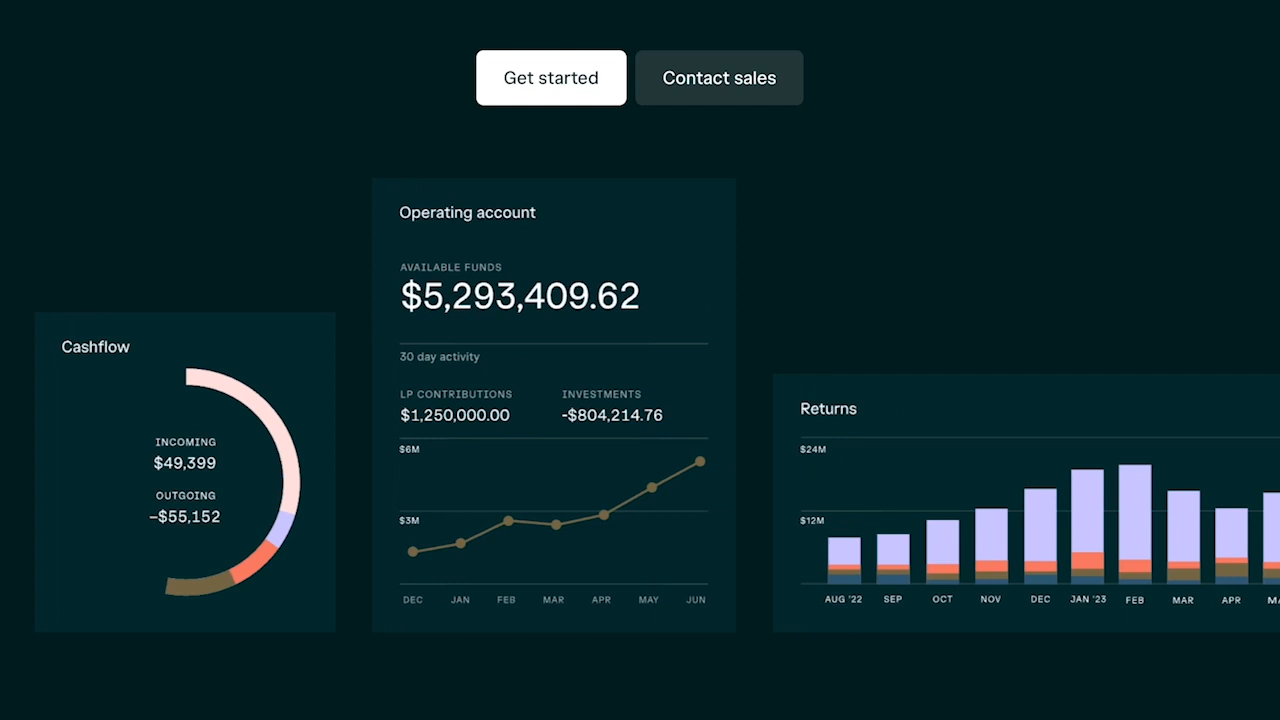 Get started
Contact sales
Cashflow
INCOMING
$49,399
OUTGOING
–$55,152
Operating account
AVAILABLE FUNDS
$5,293,409.62
30 day activity
LP CONTRIBUTIONS INVESTMENTS
$1,250,000.00 -$804,214.76
$6M
$3M
DEC JAN FEB MAR APR MAY JUN
Returns
$24M
$12M
AUG '22 SEP OCT NOV DEC JAN '23 FEB MAR APR